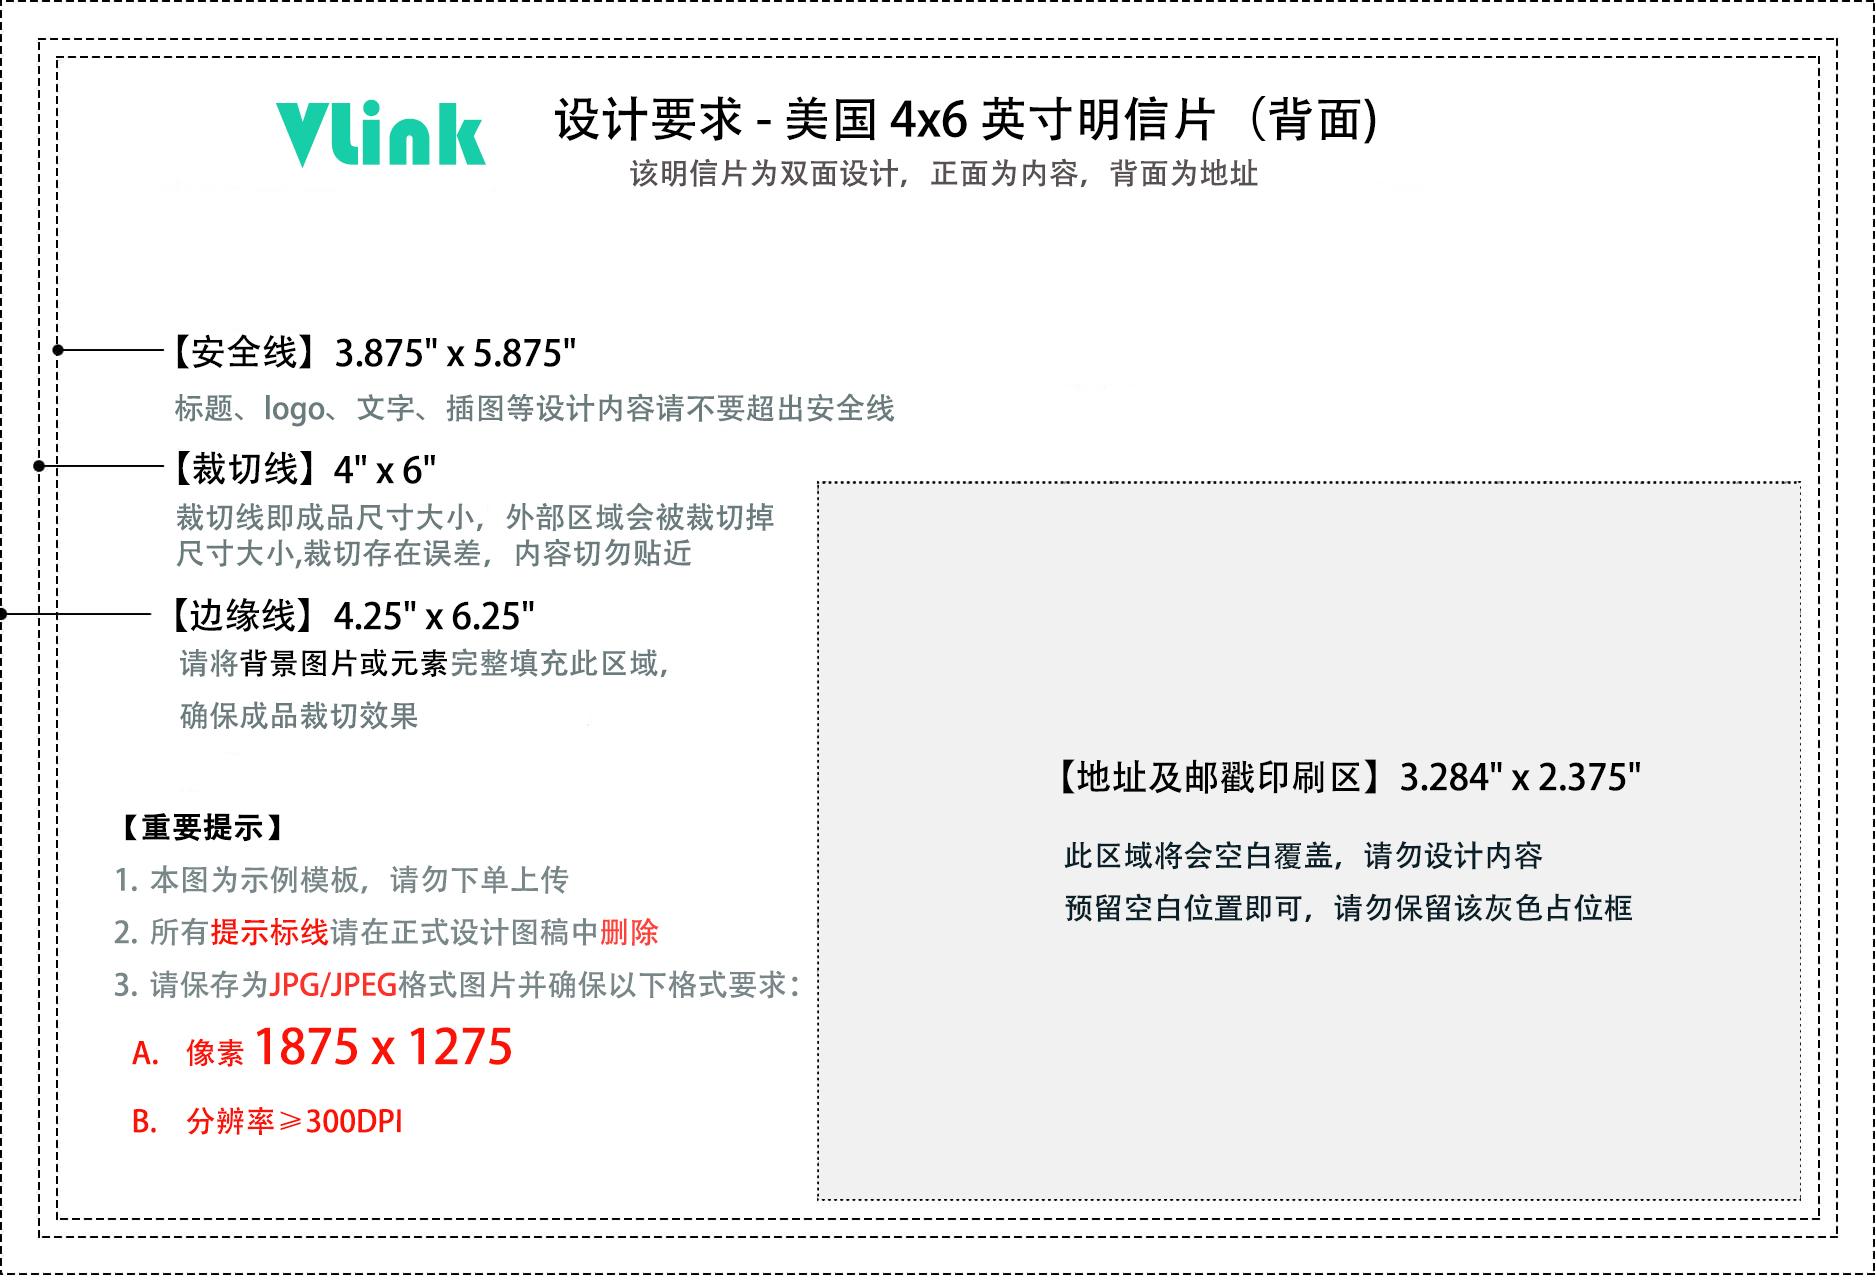 Vlink
设计要求 - 美国 4x6 英寸明信片（背面)
该明信片为双面设计，正面为内容，背面为地址
【安全线】3.875" x 5.875"
标题、logo、文字、插图等设计内容请不要超出安全线
【裁切线】4" x 6"
裁切线即成品尺寸大小，外部区域会被裁切掉
尺寸大小,裁切存在误差，内容切勿贴近
【边缘线】4.25" x 6.25"
请将背景图片或元素完整填充此区域，
确保成品裁切效果
【重要提示】
1. 本图为示例模板，请勿下单上传
2. 所有提示标线请在正式设计图稿中删除
3. 请保存为JPG/JPEG格式图片并确保以下格式要求：
A. 像素 1875 x 1275
B. 分辨率≥300DPI
【地址及邮戳印刷区】3.284" x 2.375"
此区域将会空白覆盖，请勿设计内容
预留空白位置即可，请勿保留该灰色占位框